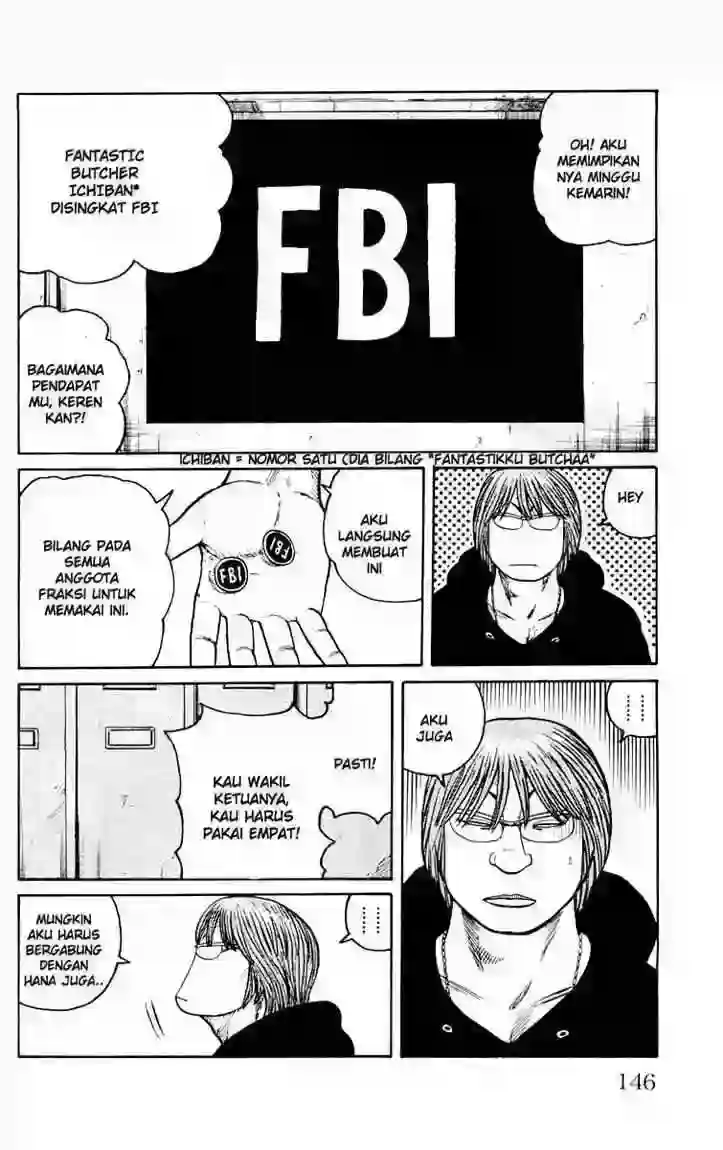 OH! AKU
MEMIMPIKAN
NYA MINGGU
KEMARIN!
FBI
FANTASTIC
BUTCHER
ICHIBAN*
DISINGKAT FBI
BAGAIMANA
PENDAPAT
MU, KEREN
KAN?!
ICHIBAN = NOMOR SATU (DIA BILANG "FANTASTIKKU BUTCHAA"
HEY
AKU
LANGSUNG
MEMBUAT
INI
FBI
FBI
BILANG PADA
SEMUA
ANGGOTA
FRAKSI UNTUK
MEMAKAI INI.
......
AKU
JUGA
PASTI!
KAU WAKIL
KETUANYA,
KAU HARUS
PAKAI EMPAT!
......
MUNGKIN
AKU HARUS
BERGABUNG
DENGAN
HANA JUGA..
146